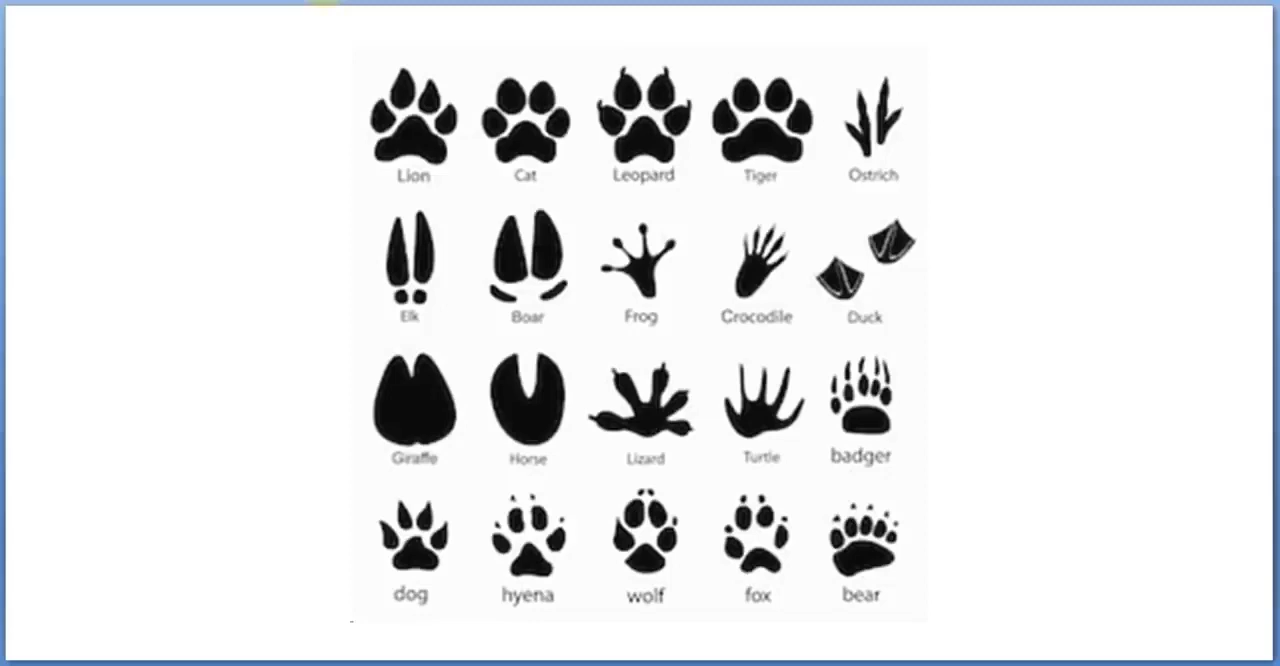 Lion Cat Leopard Tiger Ostrich
Elk Boar Frog Crocodile Duck
Giraffe Horse Lizard Turtle badger
dog hyena wolf fox bear